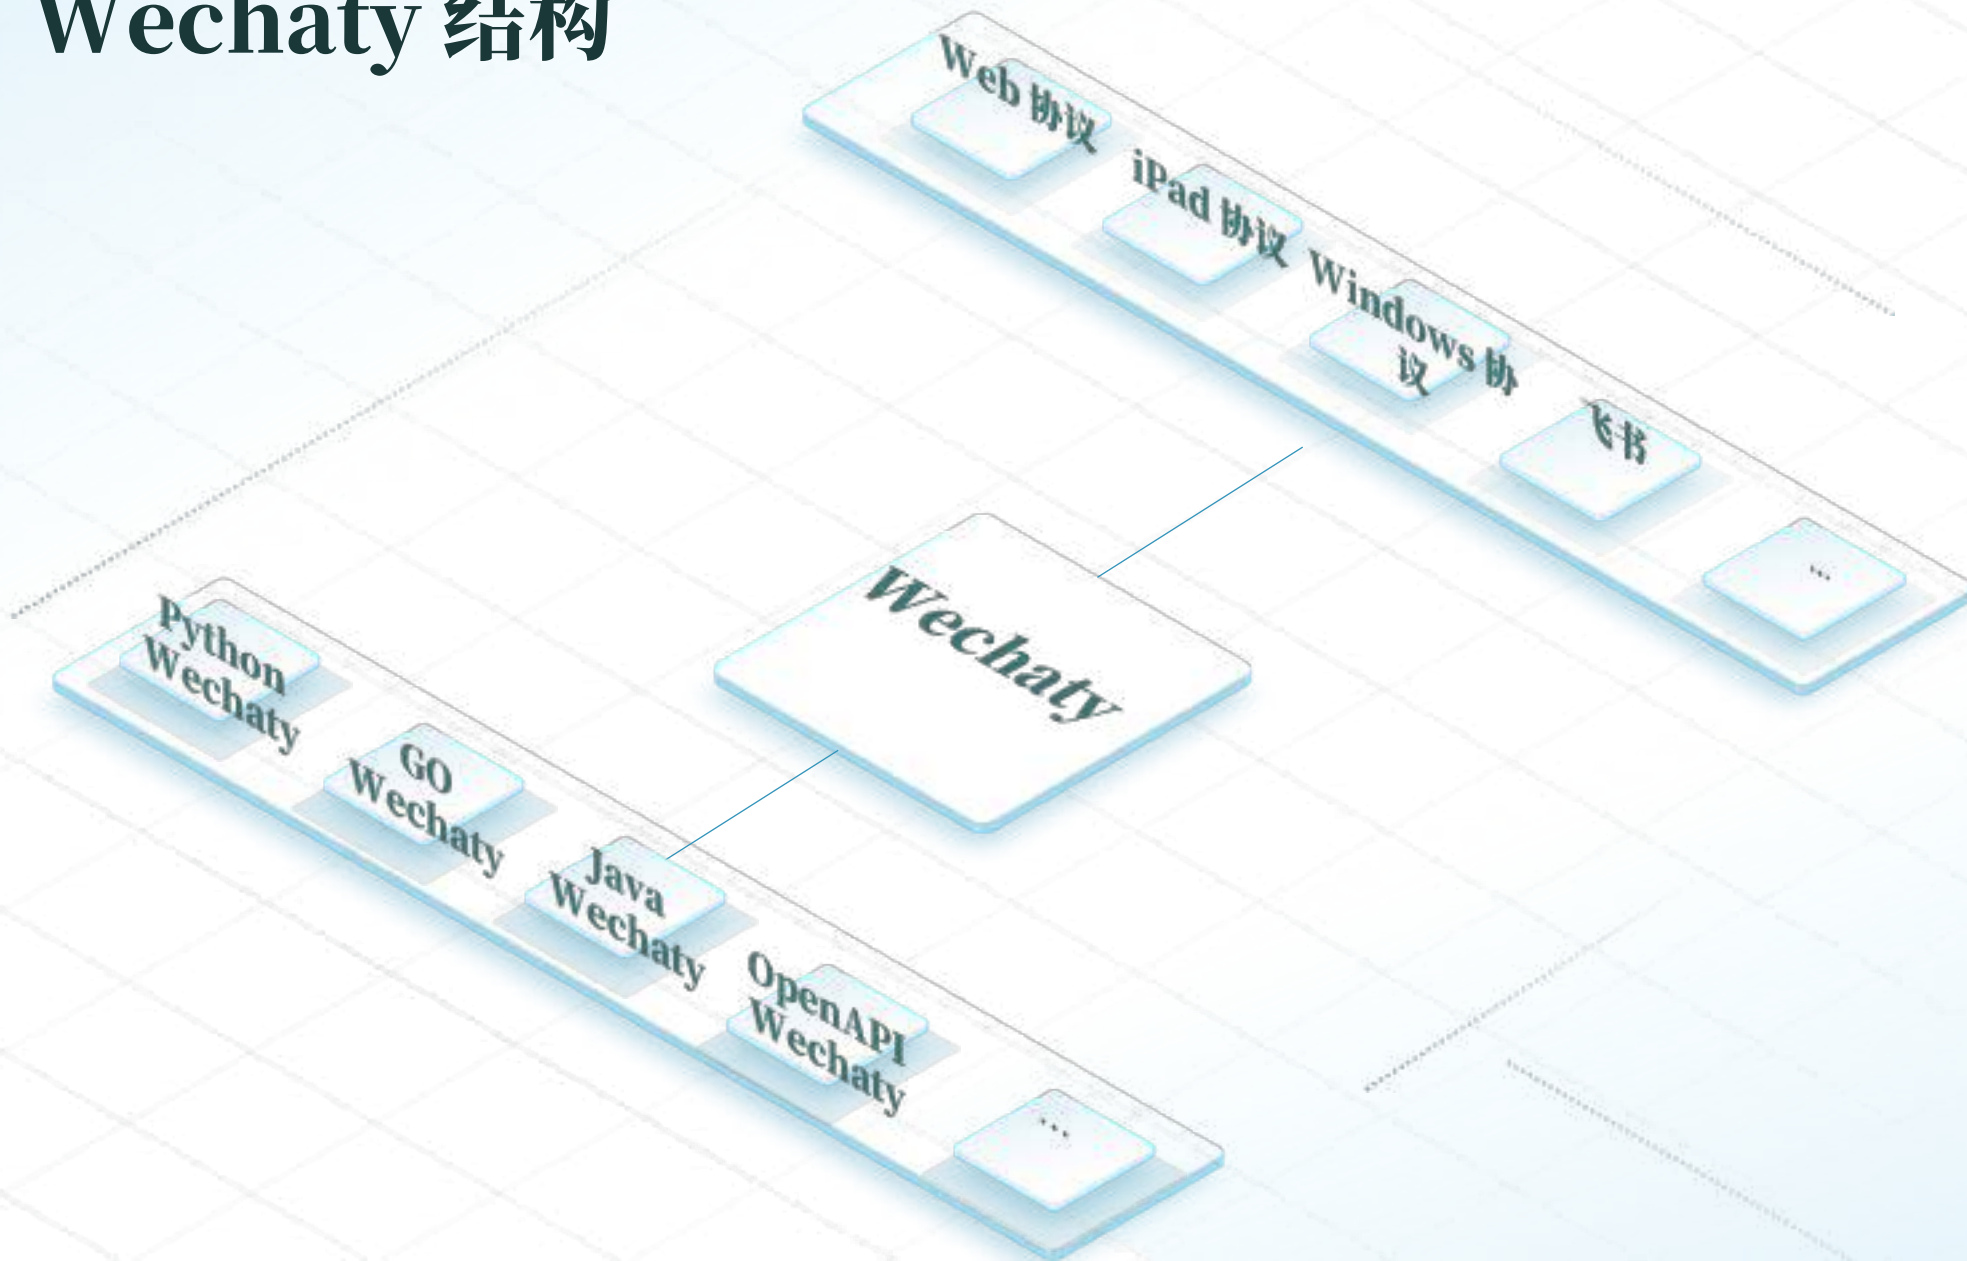 Wechaty 结构
Web 协议
iPad 协议
Windows 协
议
飞书
...
Wechaty
Python
Wechaty
GO
Wechaty
Java
Wechaty
OpenAPI
Wechaty
...